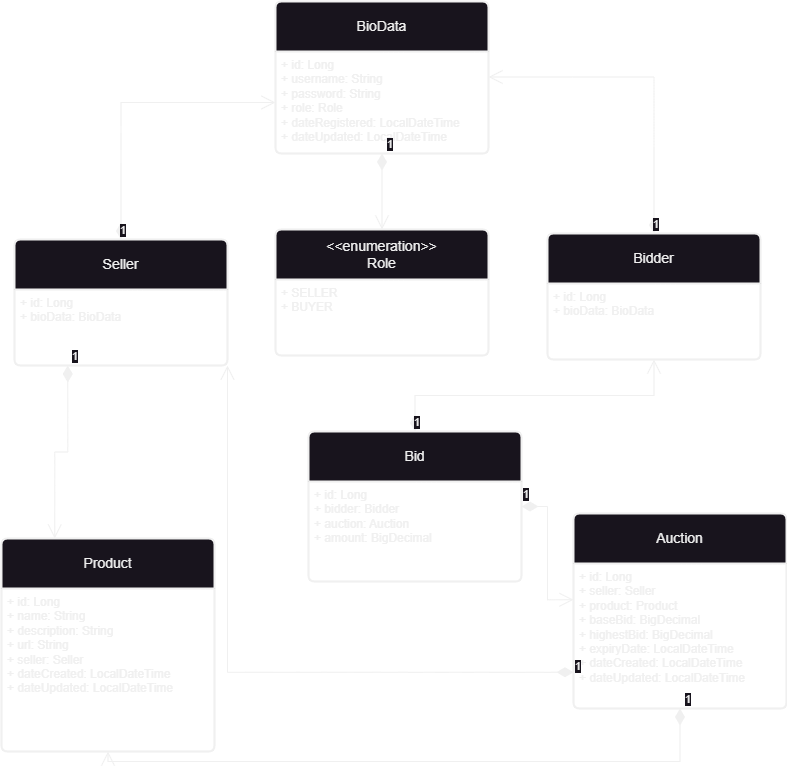 BioData
+ id: Long
+ username: String
+ password: String
+ role: Role
+ dateRegistered: LocalDateTime
+ dateUpdated: LocalDateTime
1
1
1
Seller
+ id: Long
+ bioData: BioData
1
<<enumeration>>
Role
+ SELLER
+ BUYER
Bidder
+ id: Long
+ bioData: BioData
1
Bid
+ id: Long
+ bidder: Bidder
+ auction: Auction
+ amount: BigDecimal
1
Product
+ id: Long
+ name: String
+ description: String
+ url: String
+ seller: Seller
+ dateCreated: LocalDateTime
+ dateUpdated: LocalDateTime
Auction
+ id: Long
+ seller: Seller
+ product: Product
+ baseBid: BigDecimal
+ highestBid: BigDecimal
+ expiryDate: LocalDateTime
dateCreated: LocalDateTime
+ dateUpdated: LocalDateTime
1
1